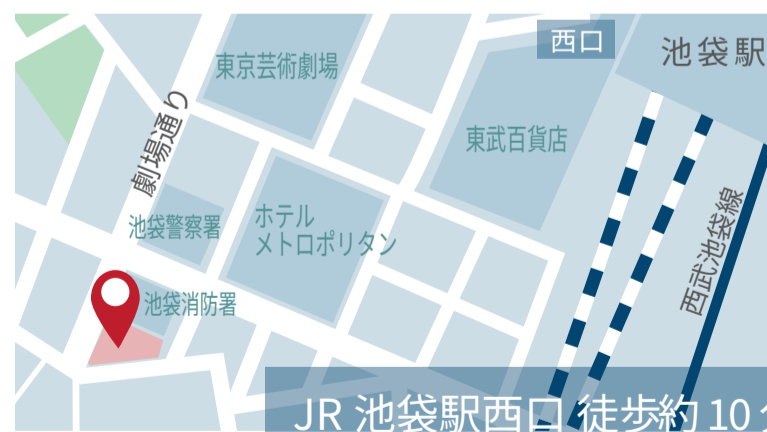 西口
池袋駅
東京芸術劇場
東武百貨店
劇場通り
池袋警察署
ホテル
メトロポリタン
西武池袋線
池袋消防署
JR 池袋駅西口 徒歩約 10